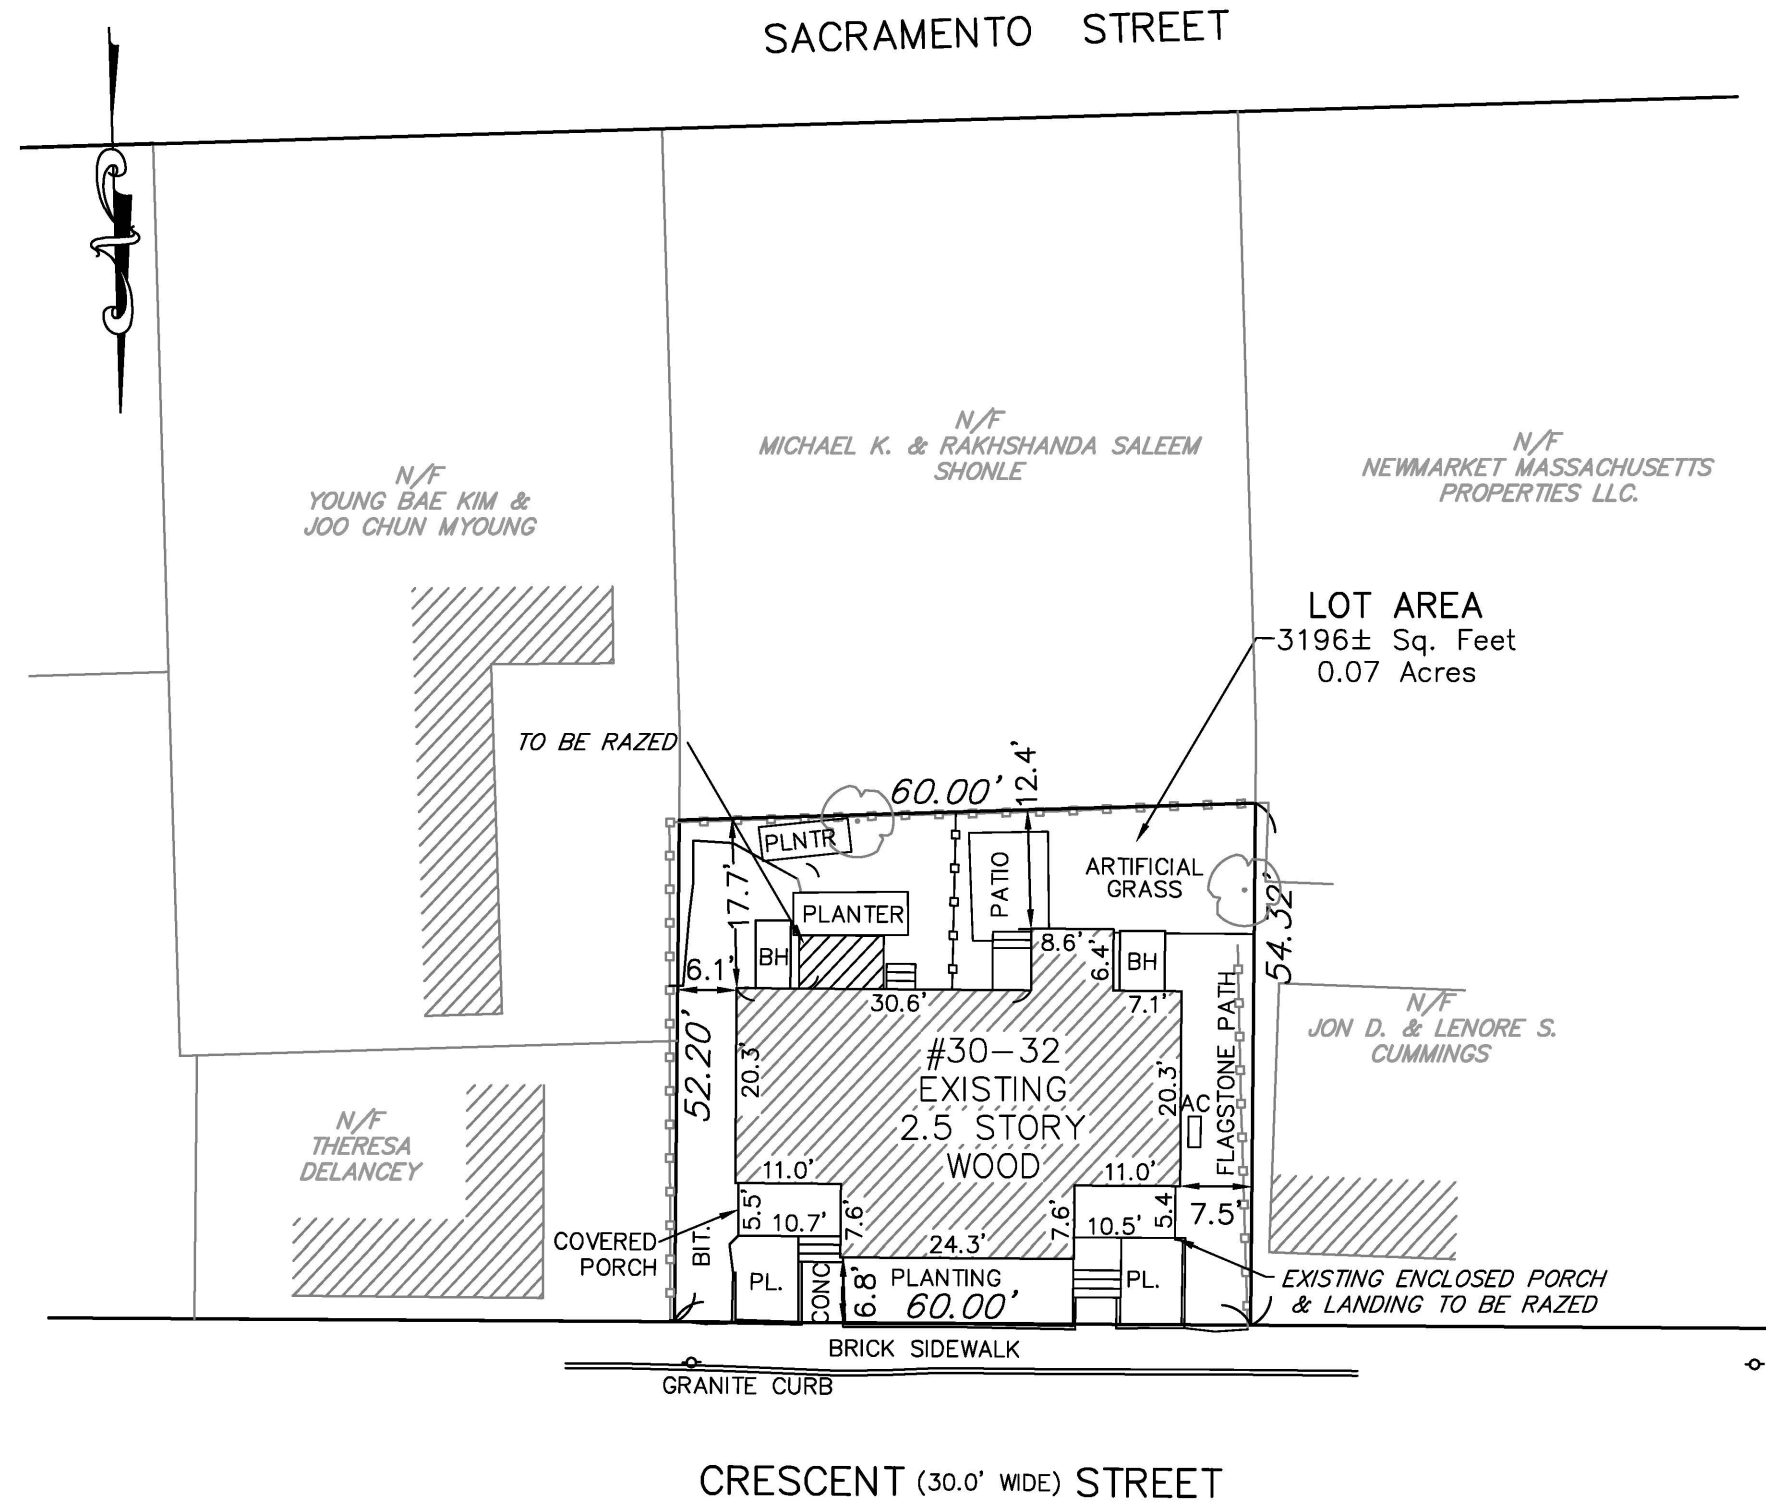 SACRAMENTO STREET
N/F
MICHAEL K. & RAKHSHANDA SALEEM
SHONLE
N/F
NEWMARKET MASSACHUSETTS
PROPERTIES LLC.
N/F
YOUNG BAE KIM &
JOO CHUN MYOUNG
LOT AREA
3196± Sq. Feet
0.07 Acres
TO BE RAZED
60.00'
12.4'
PLNTR
17.7'
PATIO
ARTIFICIAL
GRASS
54.32'
PLANTER
BH
6.1'
8.6'
6.4'
BH
30.6'
7.1'
FLAGSTONE PATH
N/F
JON D. & LENORE S.
CUMMINGS
52.20'
20.3'
#30-32
EXISTING
2.5 STORY
WOOD
20.3'
AC
N/F
THERESA
DELANCEY
11.0'
11.0'
5.5'
10.7'
7.6'
7.6'
10.5'
5.4
7.5'
COVERED
PORCH
BIT.
24.3'
PL.
CONC
6.8'
PLANTING
60.00'
PL.
EXISTING ENCLOSED PORCH
& LANDING TO BE RAZED
BRICK SIDEWALK
GRANITE CURB
CRESCENT (30.0' WIDE) STREET